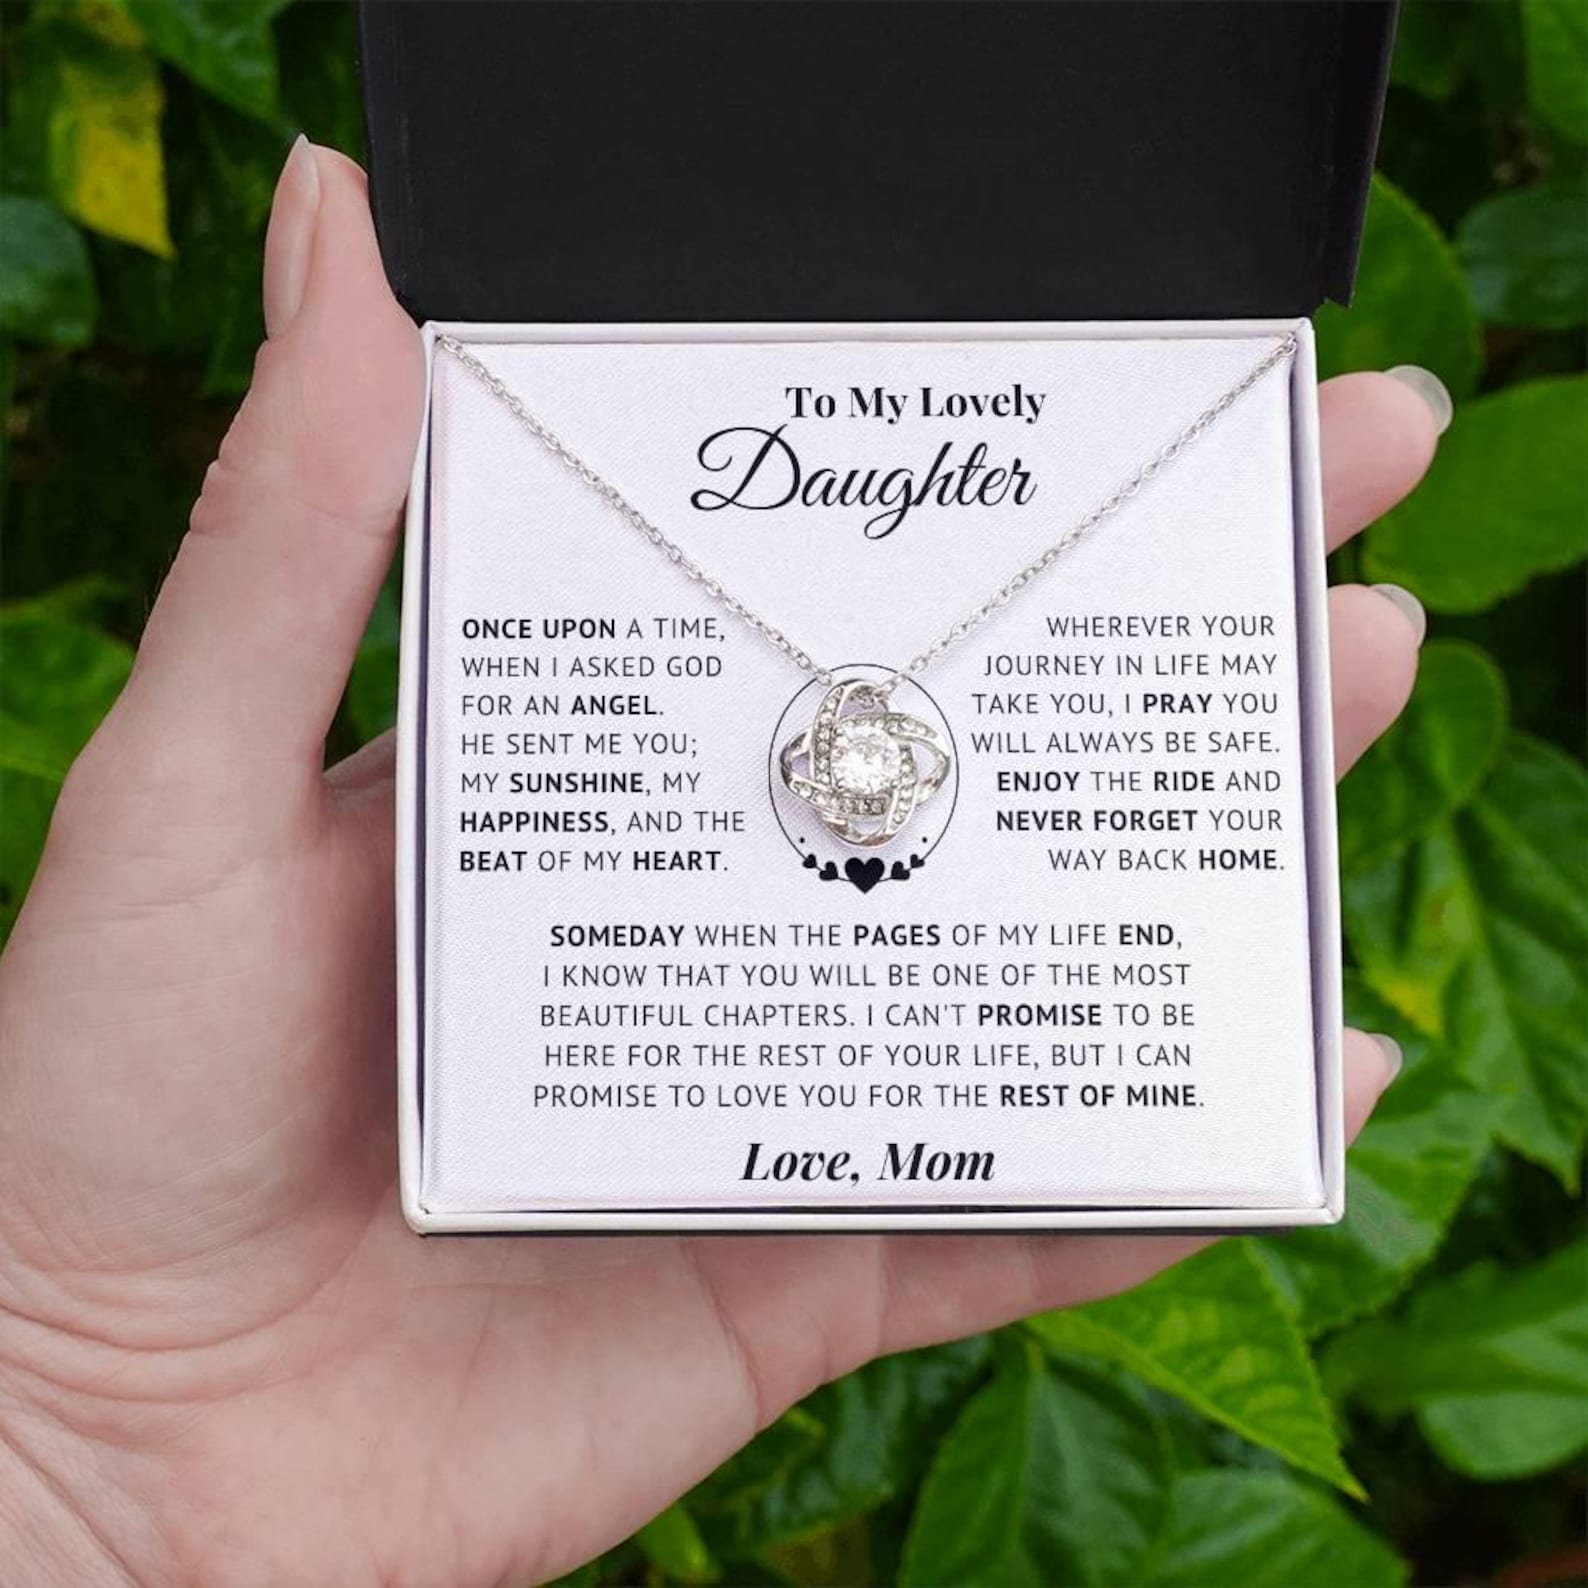 To My Lovely
Daughter
ONCE UPON A TIME,
WHEN I ASKED GOD
FOR AN ANGEL.
HE SENT ME YOU;
MY SUNSHINE, MY
HAPPINESS, AND THE
BEAT OF MY HEART.
WHEREVER YOUR
JOURNEY IN LIFE MAY
TAKE YOU, I PRAY YOU
WILL ALWAYS BE SAFE.
ENJOY THE RIDE AND
NEVER FORGET YOUR
WAY BACK HOME.
SOMEDAY WHEN THE PAGES OF MY LIFE END,
I KNOW THAT YOU WILL BE ONE OF THE MOST
BEAUTIFUL CHAPTERS. I CAN'T PROMISE TO BE
HERE FOR THE REST OF YOUR LIFE, BUT I CAN
PROMISE TO LOVE YOU FOR THE REST OF MINE.
Love, Mom